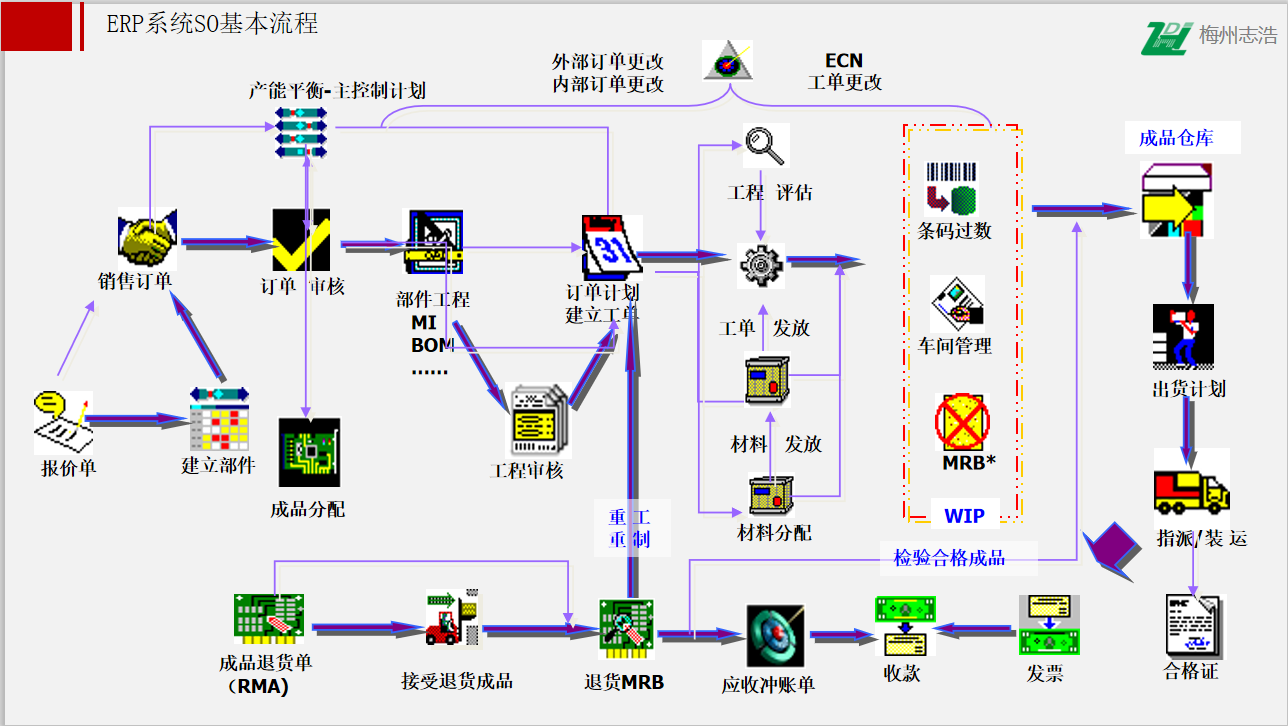 ERP系统SO基本流程
梅州志浩
外部订单更改
内部订单更改
ECN
工单更改
产能平衡-主控制计划
成品仓库
工程 评估
条码过数
销售订单
订单 审核
部件工程
MI
BOM
……
订单计划
建立工单
工单 发放
车间管理
出货计划
报价单
建立部件
成品分配
工程审核
材料 发放
MRB*
材料分配
WIP
重 工
重 制
指派/装 运
检验合格成品
成品退货单
（RMA）
接受退货成品
退货MRB
应收冲账单
收款
发票
合格证